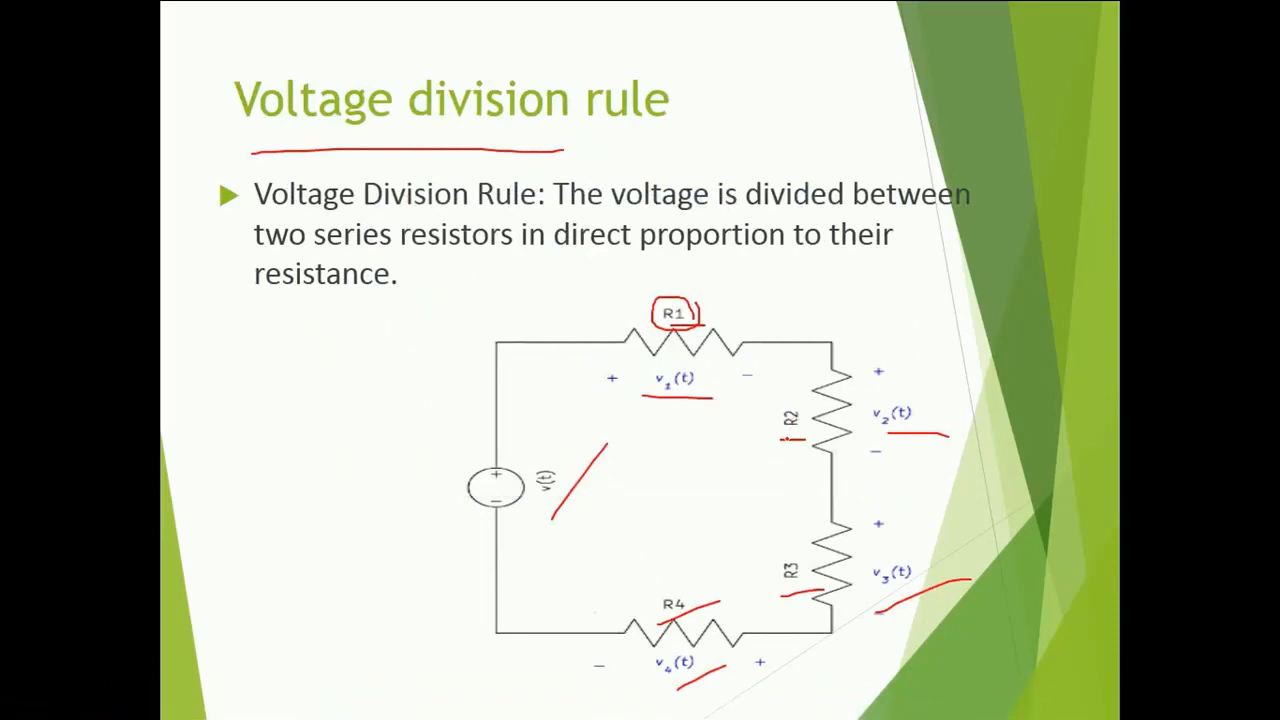 Voltage division rule
Voltage Division Rule: The voltage is divided between
two series resistors in direct proportion to their
resistance.
R1
+ v₁(t) −
+
R2
v₂(t)
−
+
−
v(t)
+
R3
v₃(t)
−
R4
− v₄(t) +